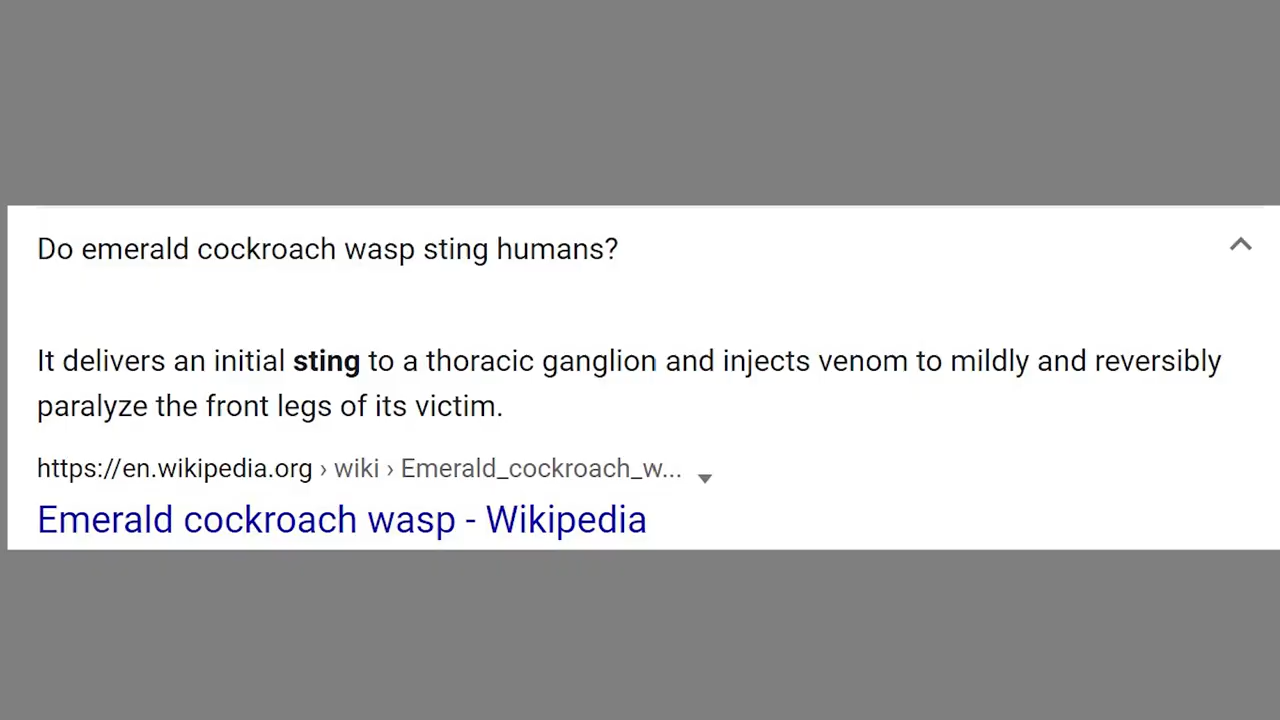 Do emerald cockroach wasp sting humans?
It delivers an initial sting to a thoracic ganglion and injects venom to mildly and reversibly
paralyze the front legs of its victim.
https://en.wikipedia.org › wiki › Emerald_cockroach_w...
Emerald cockroach wasp - Wikipedia